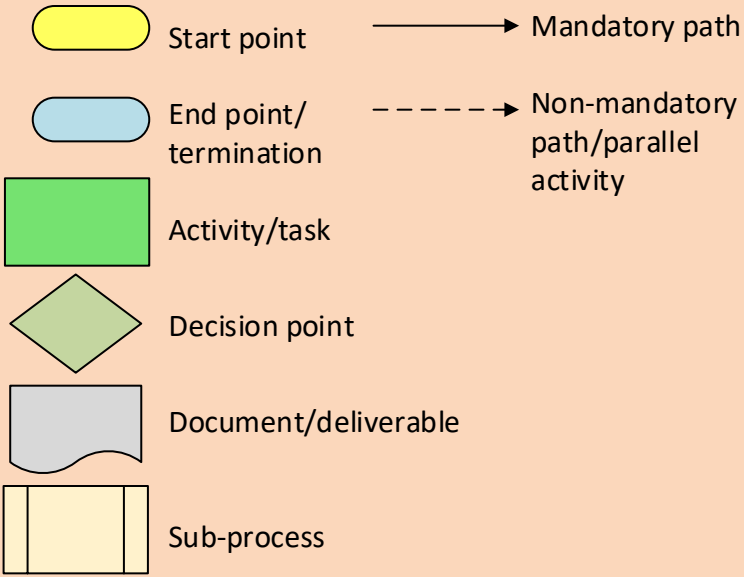 Start point
Mandatory path
End point/
termination
Non-mandatory
path/parallel
activity
Activity/task
Decision point
Document/deliverable
Sub-process